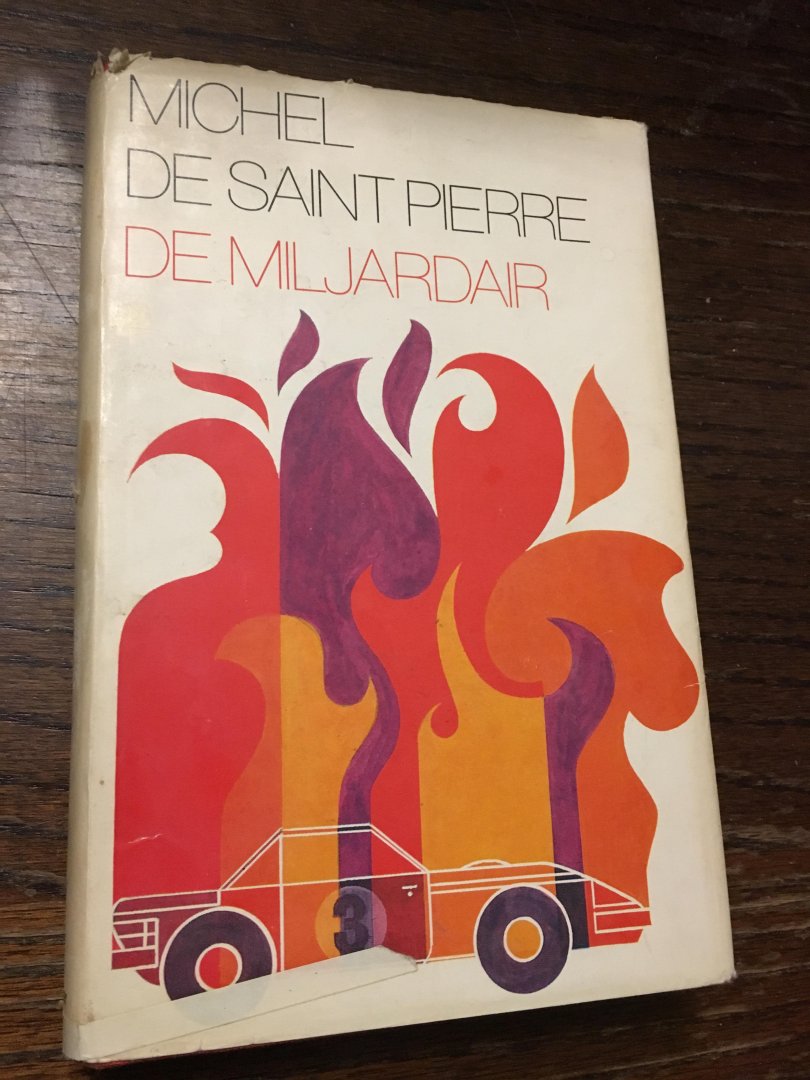 MICHEL
DE SAINT PIERRE
DE MILJARDAIR
3